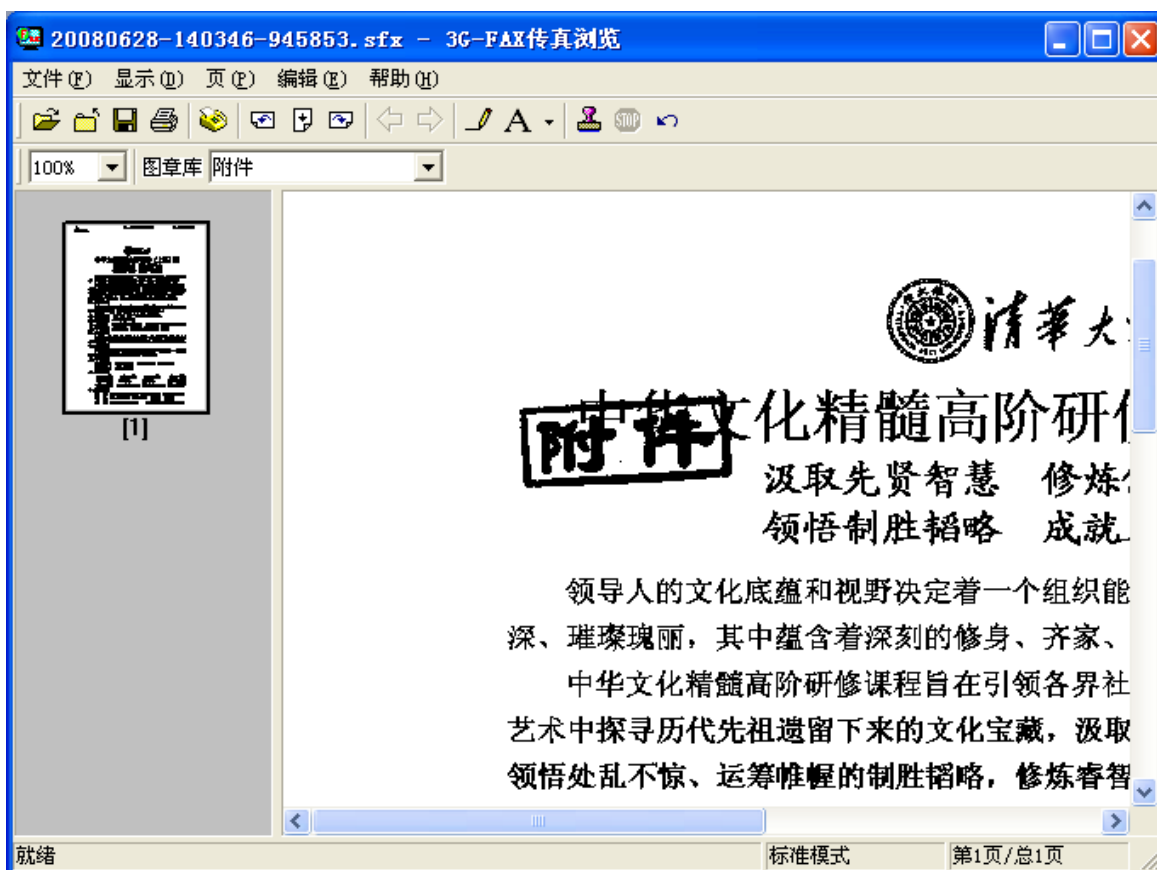 20080628-140346-945853.sfx - 3G-FAX传真浏览
文件(F) 显示(D) 页(P) 编辑(E) 帮助(H)
A STOP
100% 图章库 附件
清华大
中华文化精髓高阶研
附件
汲取先贤智慧 修炼
领悟制胜韬略 成就
领导人的文化底蕴和视野决定着一个组织能
深、璀璨瑰丽，其中蕴含着深刻的修身、齐家、
中华文化精髓高阶研修课程旨在引领各界社
艺术中探寻历代先祖遗留下来的文化宝藏，汲取
领悟处乱不惊、运筹帷幄的制胜韬略，修炼睿智
[1]
就绪 标准模式 第1页/总1页